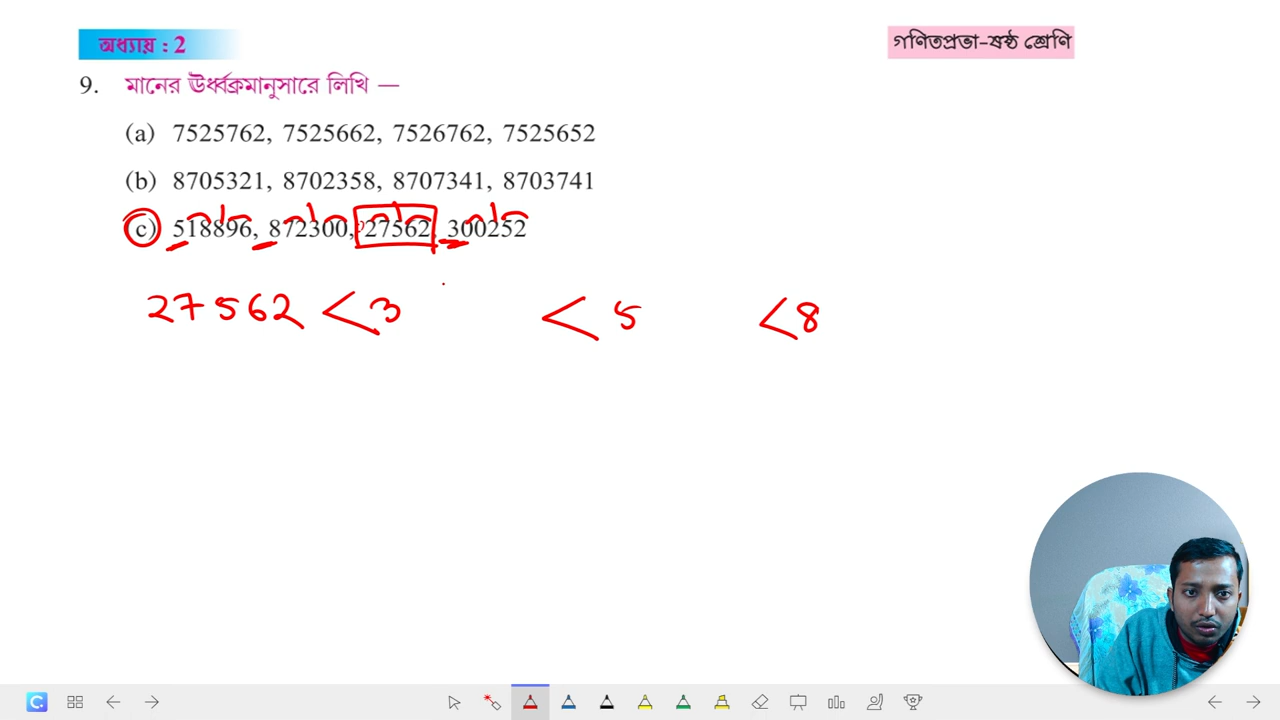 অধ্যায় : 2
গণিতপ্রভা-ষষ্ঠ শ্রেণি
9. মানের ঊর্ধ্বক্রমানুসারে লিখি —
(a) 7525762, 7525662, 7526762, 7525652
(b) 8705321, 8702358, 8707341, 8703741
(c) 518896, 872300, 27562, 300252
27562 < 3 < 5 < 8